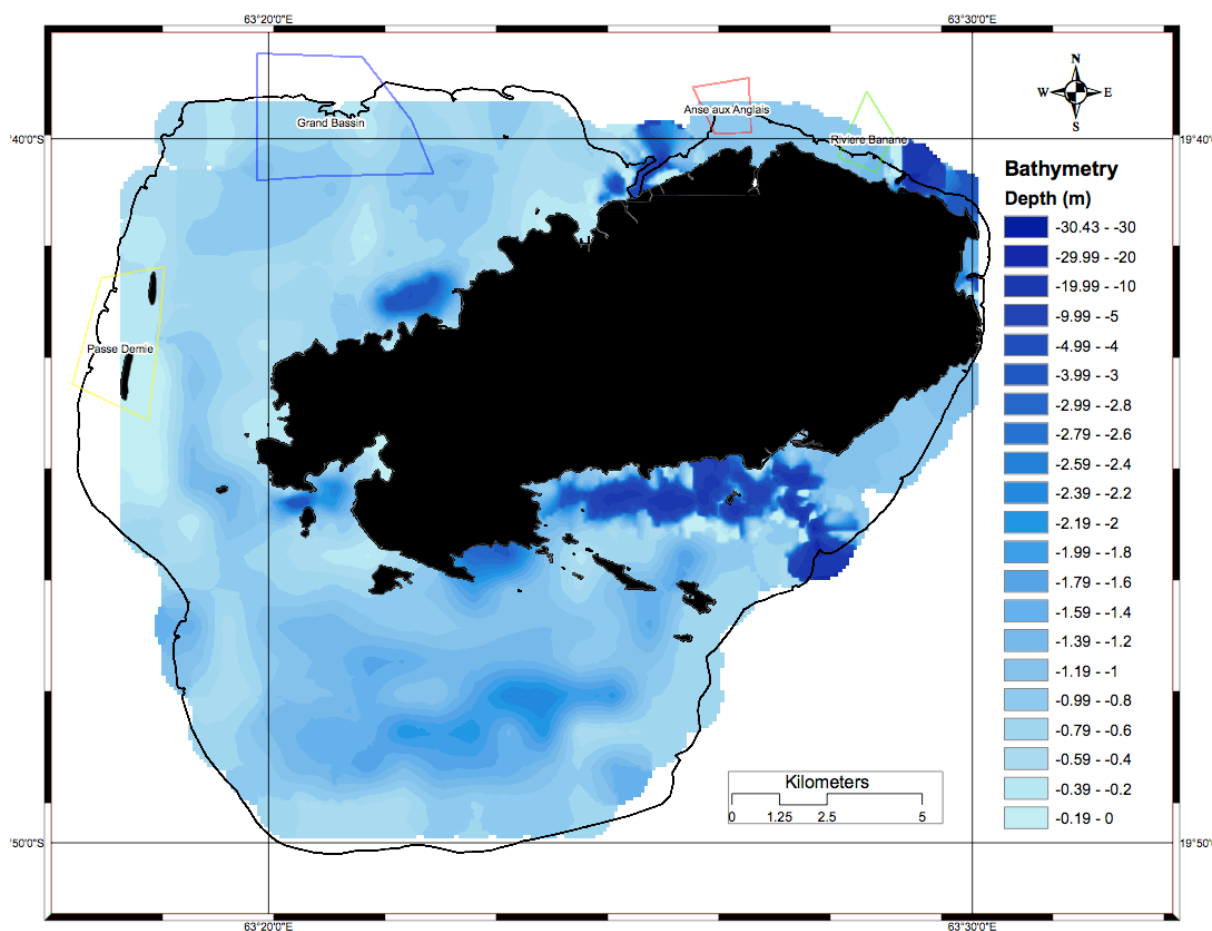 63°20'0"E
63°30'0"E
N
W E
S
Grand Bassin
Anse aux Anglais
Riviere Banane
°40'0"S
19°40'
Bathymetry
Depth (m)
-30.43 - -30
-29.99 - -20
-19.99 - -10
-9.99 - -5
-4.99 - -4
-3.99 - -3
-2.99 - -2.8
-2.79 - -2.6
-2.59 - -2.4
-2.39 - -2.2
-2.19 - -2
-1.99 - -1.8
-1.79 - -1.6
-1.59 - -1.4
-1.39 - -1.2
-1.19 - -1
-0.99 - -0.8
-0.79 - -0.6
-0.59 - -0.4
-0.39 - -0.2
-0.19 - 0
Passe Demie
Kilometers
0 1.25 2.5 5
'50'0"S
19°50'
63°20'0"E
63°30'0"E